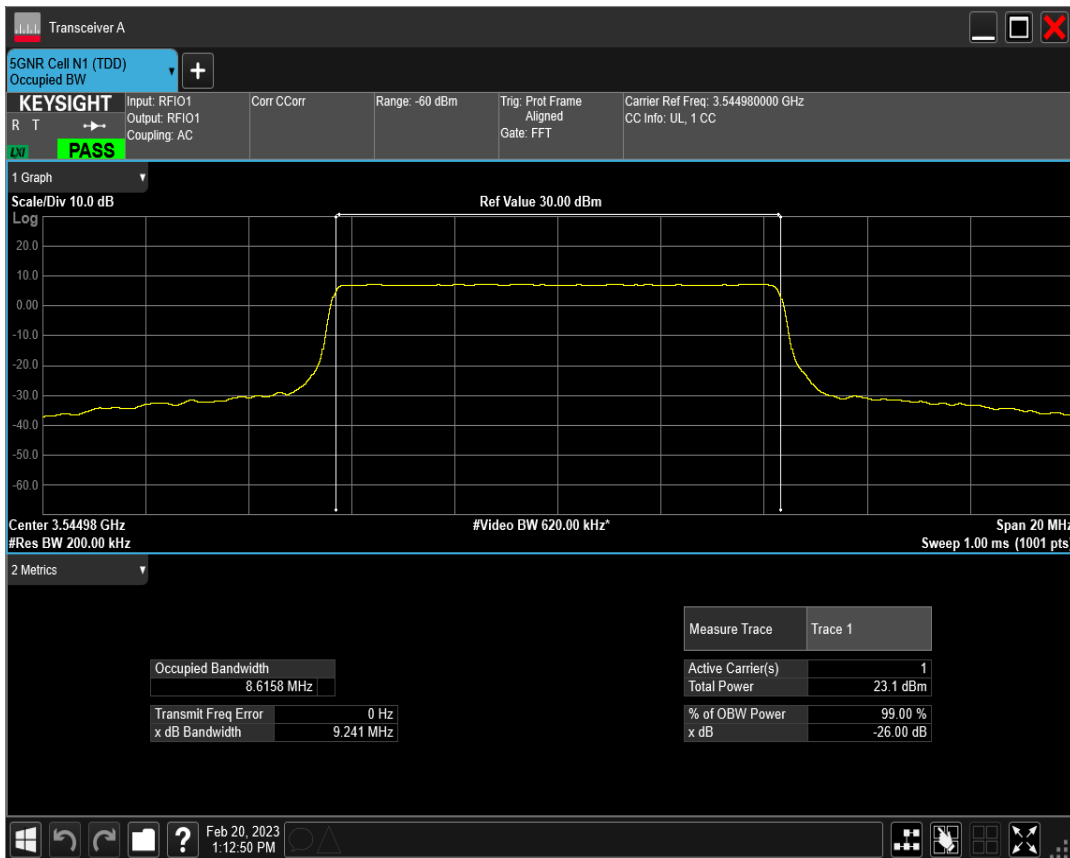 Transceiver A
5GNR Cell N1 (TDD)
Occupied BW
+
KEYSIGHT
R T
LXI
PASS
Input: RFIO1
Output: RFIO1
Coupling: AC
Corr CCorr
Range: -60 dBm
Trig: Prot Frame
Aligned
Gate: FFT
Carrier Ref Freq: 3.544980000 GHz
CC Info: UL, 1 CC
1 Graph
Scale/Div 10.0 dB
Ref Value 30.00 dBm
Log
20.0
10.0
0.00
-10.0
-20.0
-30.0
-40.0
-50.0
-60.0
Center 3.54498 GHz
#Video BW 620.00 kHz*
Span 20 MHz
#Res BW 200.00 kHz
Sweep 1.00 ms (1001 pts)
2 Metrics
Measure Trace Trace 1
Occupied Bandwidth
8.6158 MHz
Active Carrier(s) 1
Total Power 23.1 dBm
Transmit Freq Error 0 Hz
x dB Bandwidth 9.241 MHz
% of OBW Power 99.00 %
x dB -26.00 dB
?
Feb 20, 2023
1:12:50 PM